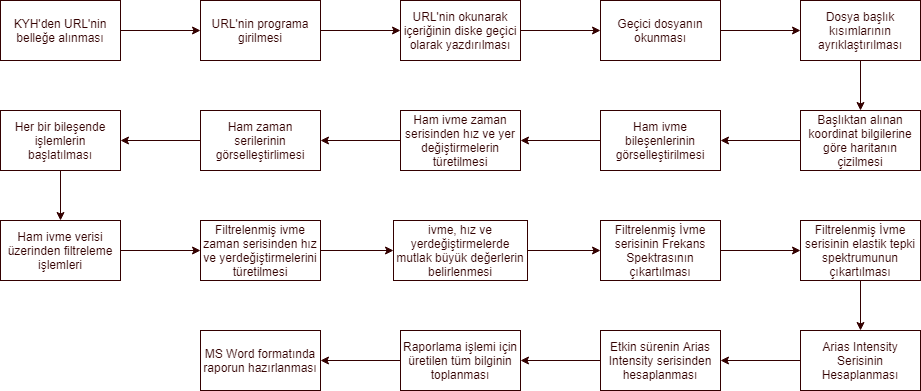 KYH'den URL'nin
belleğe alınması
URL'nin programa
girilmesi
URL'nin okunarak
içeriğinin diske geçici
olarak yazdırılması
Geçici dosyanın
okunması
Dosya başlık
kısımlarının
ayrıklaştırılması
Başlıktan alınan
koordinat bilgilerine
göre haritanın
çizilmesi
Ham ivme
bileşenlerinin
görselleştirilmesi
Ham ivme zaman
serisinden hız ve yer
değiştirmelerin
türetilmesi
Ham zaman
serilerinin
görselleştirlimesi
Her bir bileşende
işlemlerin
başlatılması
Ham ivme verisi
üzerinden filtreleme
işlemleri
Filtrelenmiş ivme
zaman serisinden hız
ve yerdeğiştirmelerini
türetilmesi
ivme, hız ve
yerdeğiştirmelerde
mutlak büyük değerlerin
belirlenmesi
Filtrelenmiş İvme
serisinin Frekans
Spektrasının
çıkartılması
Filtrelenmiş İvme
serisinin elastik tepki
spektrumunun
çıkartılması
Arias Intensity
Serisinin
Hesaplanması
Etkin sürenin Arias
Intensity serisinden
hesaplanması
Raporlama işlemi için
üretilen tüm bilginin
toplanması
MS Word formatında
raporun hazırlanması